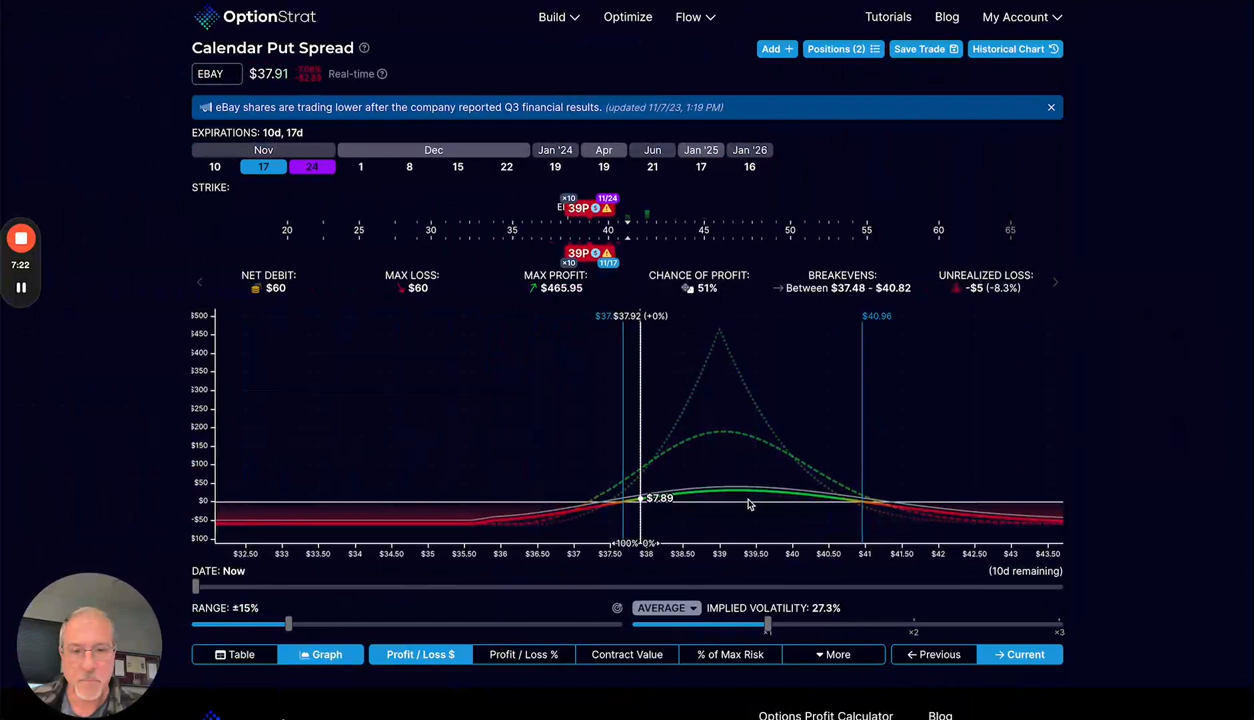 OptionStrat Build Optimize Flow Tutorials Blog My Account
Calendar Put Spread
Add + Positions (2) Save Trade Historical Chart
EBAY $37.91 Real-time
eBay shares are trading lower after the company reported Q3 financial results. (updated 11/7/23, 1:19 PM)
EXPIRATIONS: 10d, 17d
Nov Dec Jan '24 Apr Jun Jan '25 Jan '26
10 17 24 1 8 15 22 19 19 21 17 16
STRIKE:
×10 11/24
39P
20 25 30 35 40 45 50 55 60 65
39P
×10 11/17
7:22
NET DEBIT: MAX LOSS: MAX PROFIT: CHANCE OF PROFIT: BREAKEVENS: UNREALIZED LOSS:
$60 $60 $465.95 51% Between $37.48 - $40.82 -$5 (-8.3%)
$37.92 (+0%) $40.96
$500
$450
$400
$350
$300
$250
$200
$150
$100
$50
$0
-$50
$100
$7.89
100% 0%
$32.50 $33 $33.50 $34 $34.50 $35 $35.50 $36 $36.50 $37 $37.50 $38 $38.50 $39 $39.50 $40 $40.50 $41 $41.50 $42 $42.50 $43 $43.50
DATE: Now (10d remaining)
RANGE: ±15% AVERAGE IMPLIED VOLATILITY: 27.3%
×1 ×2 ×3
Table Graph Profit / Loss $ Profit / Loss % Contract Value % of Max Risk More Previous Current
Options Profit Calculator Blog